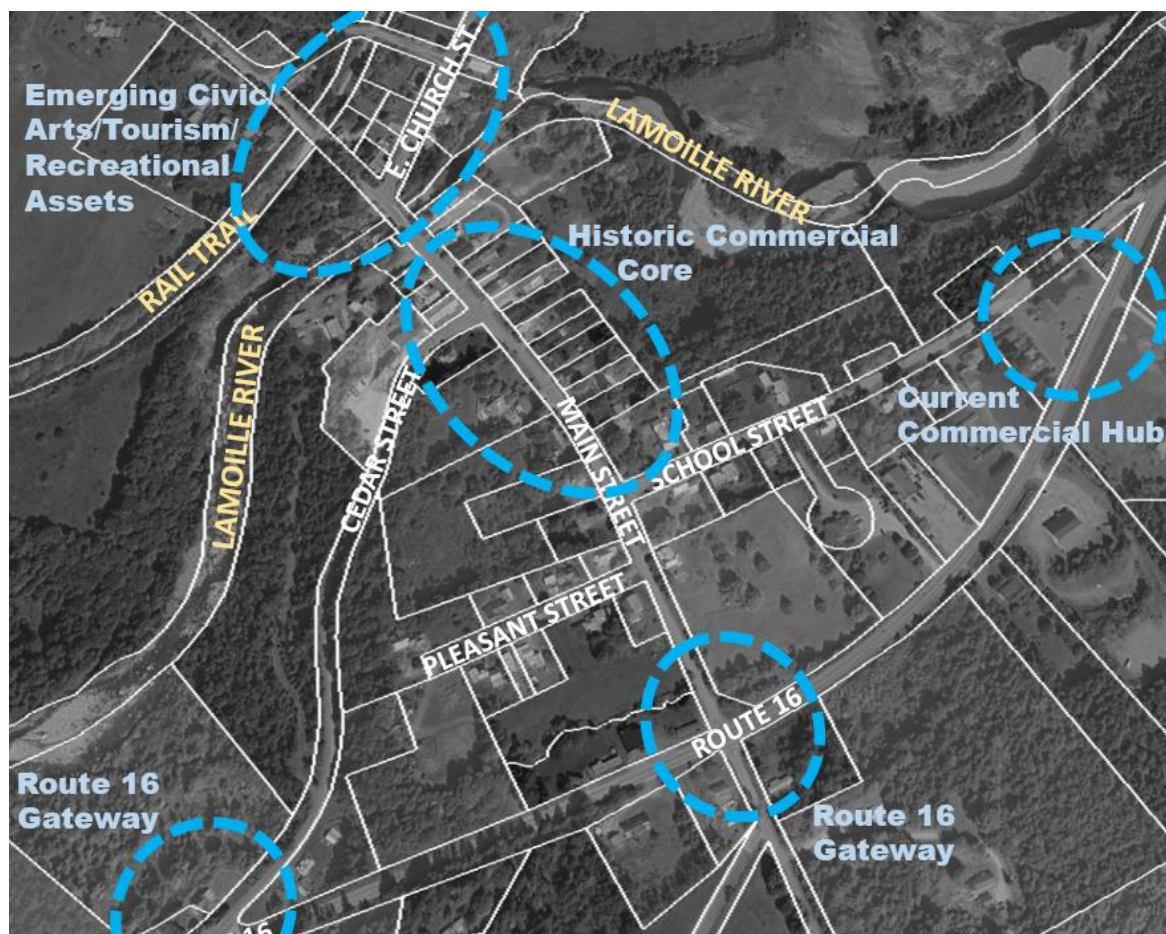 E. CHURCH ST.
Emerging Civic/
Arts/Tourism/
Recreational
Assets
LAMOILLE RIVER
RAIL TRAIL
Historic Commercial
Core
LAMOILLE RIVER
CEDAR STREET
MAIN STREET
SCHOOL STREET
Current
Commercial Hub
PLEASANT STREET
ROUTE 16
Route 16
Gateway
Route 16
Gateway
16